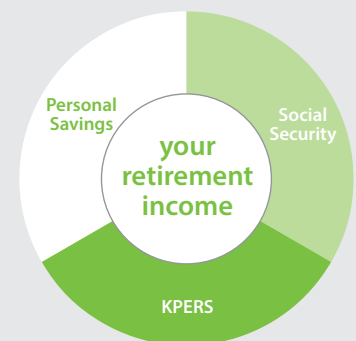 Personal
Savings
Social
Security
your
retirement
income
KPERS